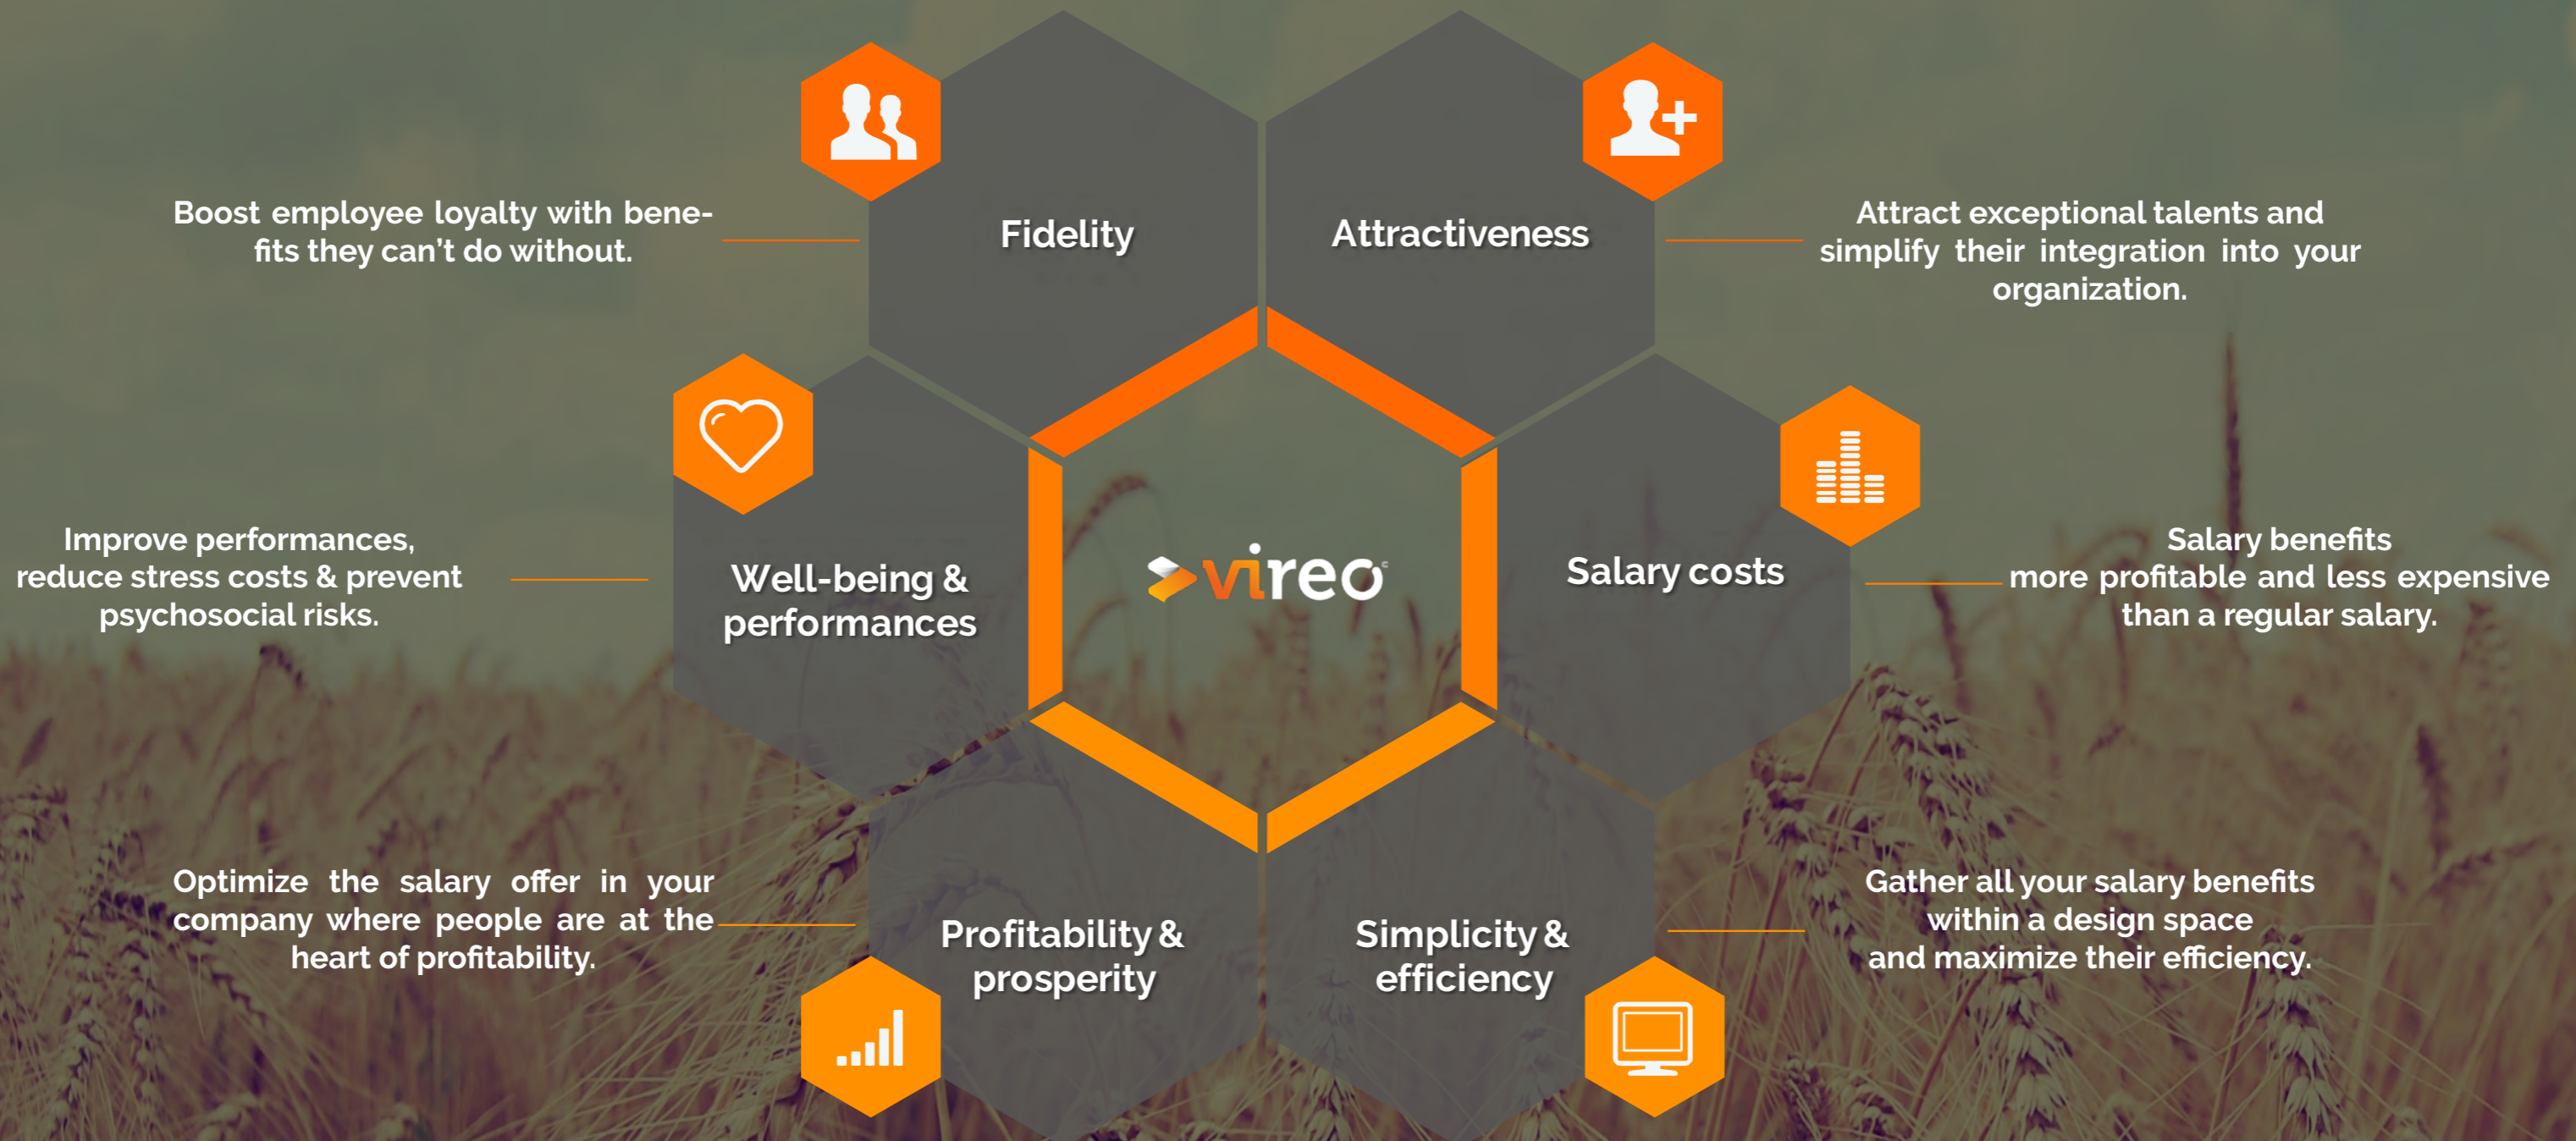 Fidelity
Boost employee loyalty with bene-
fits they can't do without.
Attractiveness
Attract exceptional talents and
simplify their integration into your
organization.
Well-being &
performances
Improve performances,
reduce stress costs & prevent
psychosocial risks.
vireo©
Salary costs
Salary benefits
more profitable and less expensive
than a regular salary.
Profitability &
prosperity
Optimize the salary offer in your
company where people are at the
heart of profitability.
Simplicity &
efficiency
Gather all your salary benefits
within a design space
and maximize their efficiency.